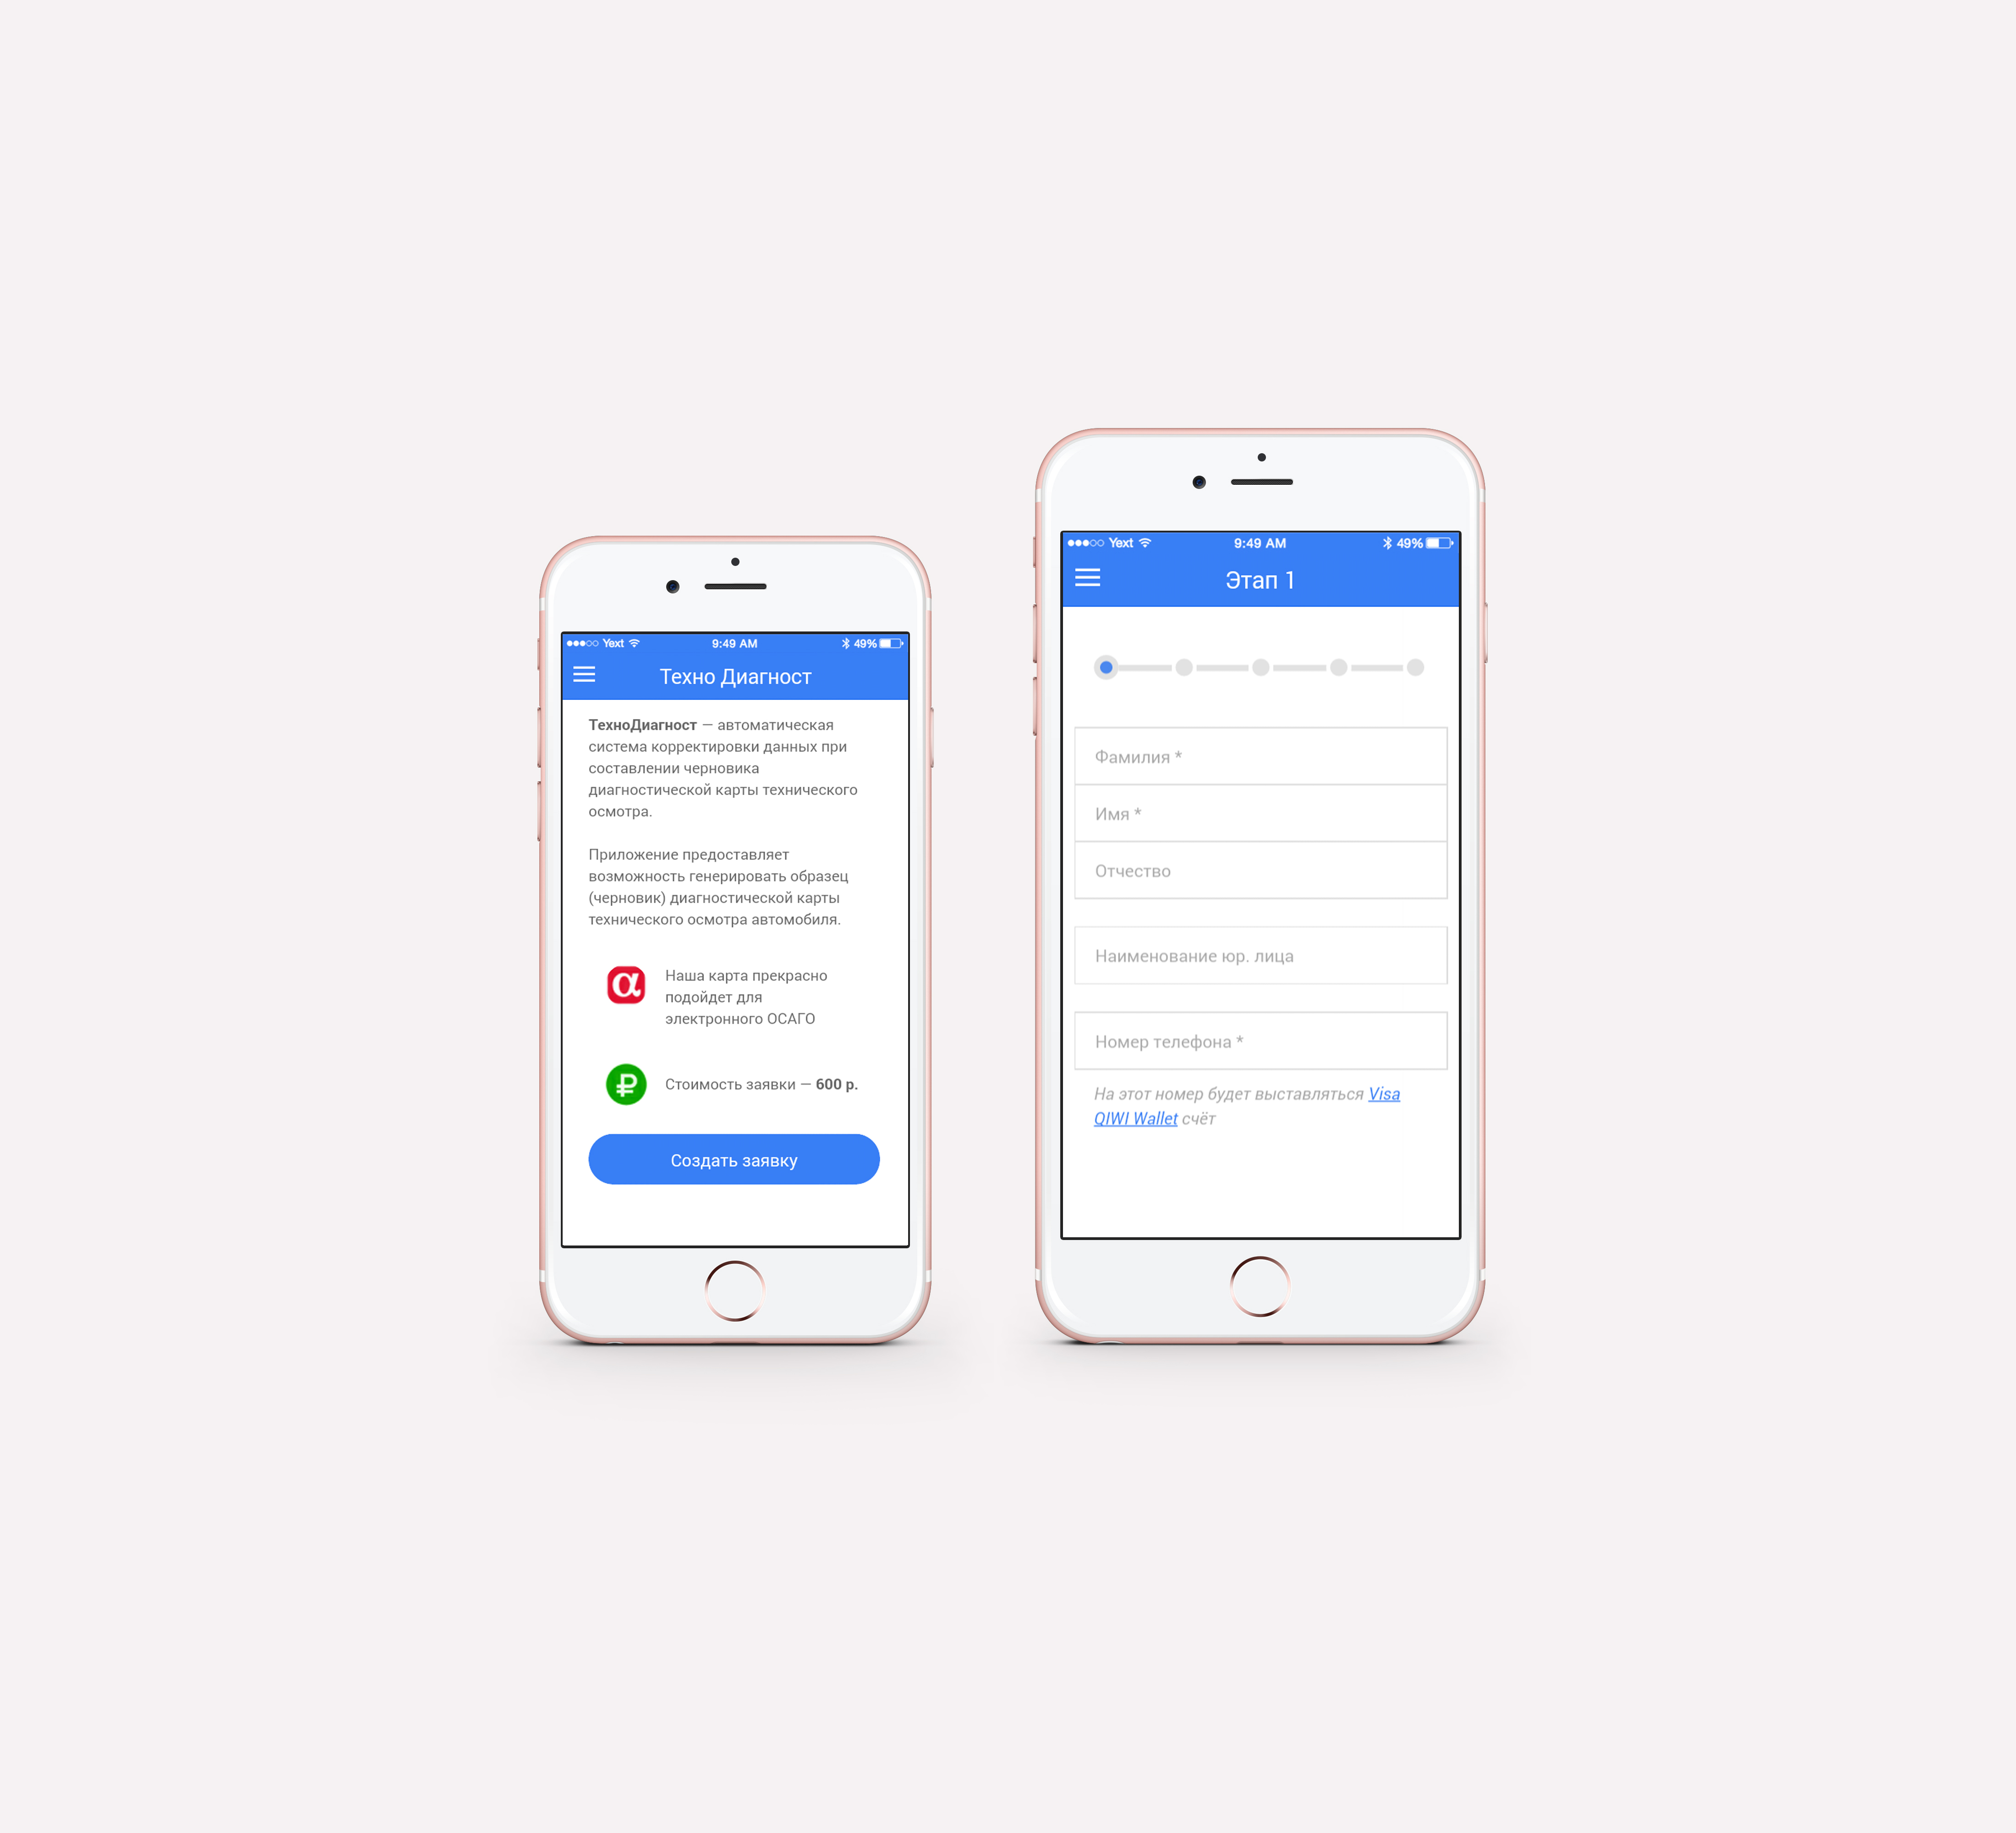 Yext 9:49 AM 49%
Техно Диагност
ТехноДиагност — автоматическая
система корректировки данных при
составлении черновика
диагностической карты технического
осмотра.
Приложение предоставляет
возможность генерировать образец
(черновик) диагностической карты
технического осмотра автомобиля.
α
Наша карта прекрасно
подойдет для
электронного ОСАГО
₽
Стоимость заявки — 600 р.
Создать заявку
Yext 9:49 AM 49%
Этап 1
Фамилия *
Имя *
Отчество
Наименование юр. лица
Номер телефона *
На этот номер будет выставляться Visa
QIWI Wallet счёт